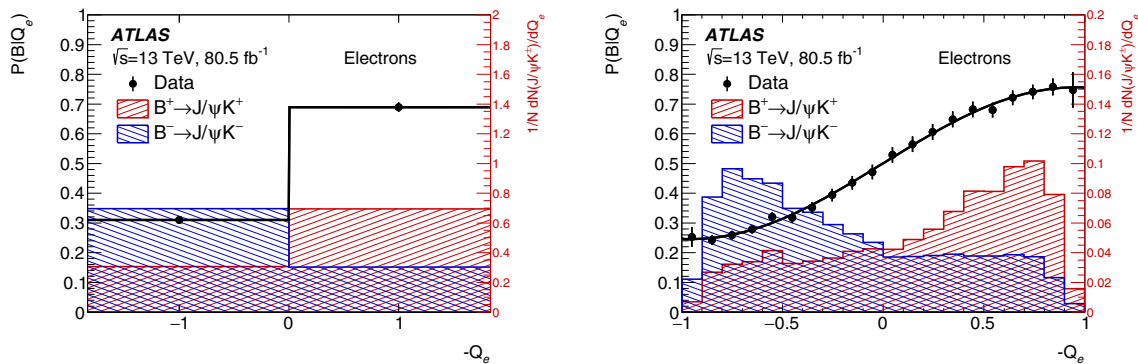 P(B|Q_e)
1
0.9
0.8
0.7
0.6
0.5
0.4
0.3
0.2
0.1
0
ATLAS
√s=13 TeV, 80.5 fb⁻¹
Electrons
Data
B⁺→J/ψK⁺
B⁻→J/ψK⁻
2
1.8
1.6
1.4
1.2
1
0.8
0.6
0.4
0.2
0
1/N dN(J/ψK^±)/dQ_e
−1
0
1
-Q_e
P(B|Q_e)
1
0.9
0.8
0.7
0.6
0.5
0.4
0.3
0.2
0.1
0
ATLAS
√s=13 TeV, 80.5 fb⁻¹
Electrons
Data
B⁺→J/ψK⁺
B⁻→J/ψK⁻
0.2
0.18
0.16
0.14
0.12
0.1
0.08
0.06
0.04
0.02
0
1/N dN(J/ψK^±)/dQ_e
−1
−0.5
0
0.5
1
-Q_e